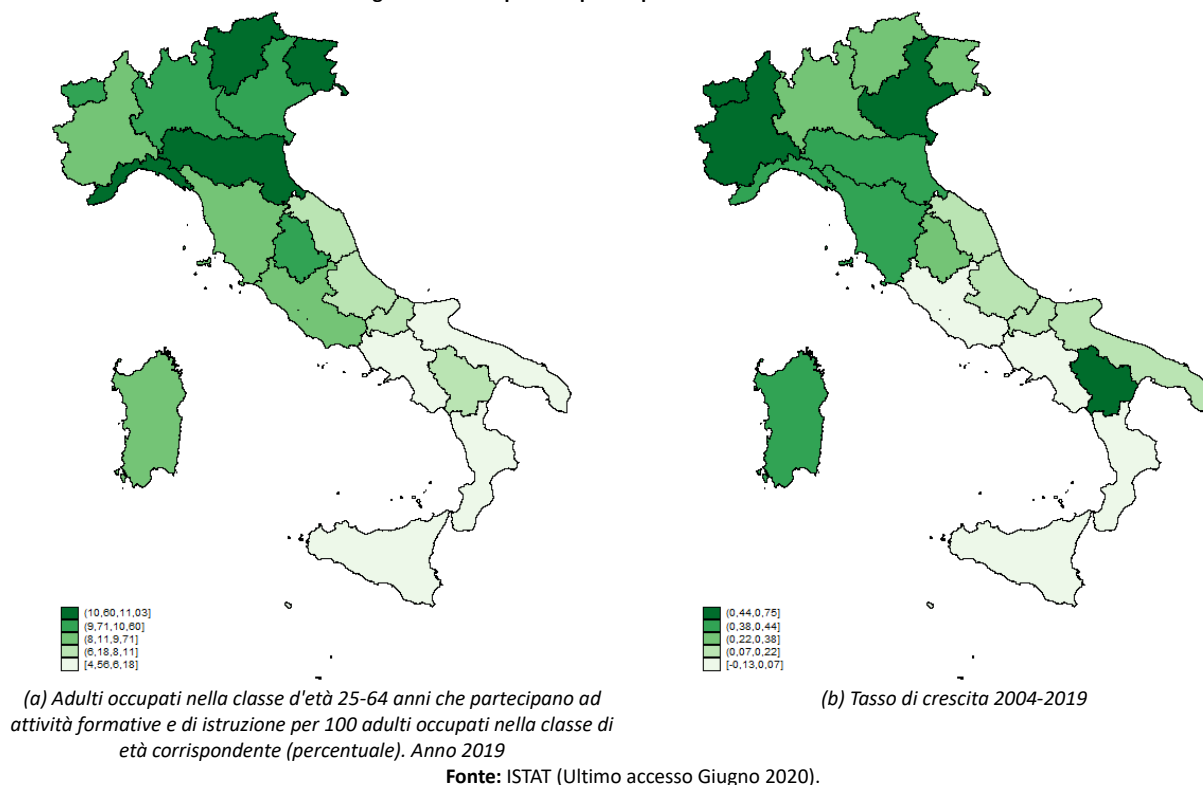 (10,60,11,03]
(9,71,10,60]
(8,11,9,71]
(6,18,8,11]
[4,56,6,18]
(a) Adulti occupati nella classe d'età 25-64 anni che partecipano ad
attività formative e di istruzione per 100 adulti occupati nella classe di
età corrispondente (percentuale). Anno 2019
(0,44,0,75]
(0,38,0,44]
(0,22,0,38]
(0,07,0,22]
[-0,13,0,07]
(b) Tasso di crescita 2004-2019
Fonte: ISTAT (Ultimo accesso Giugno 2020).